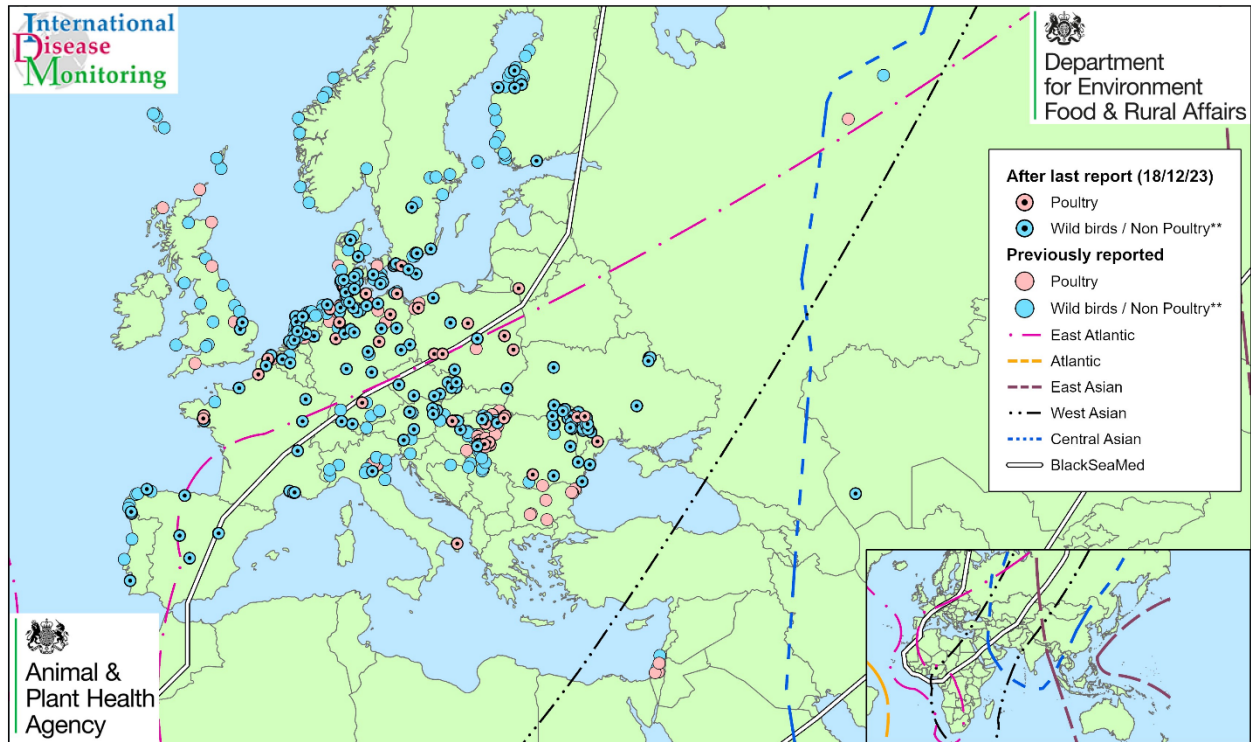 International
Disease
Monitoring
Department
for Environment
Food & Rural Affairs
After last report (18/12/23)
Poultry
Wild birds / Non Poultry**
Previously reported
Poultry
Wild birds / Non Poultry**
East Atlantic
Atlantic
East Asian
West Asian
Central Asian
BlackSeaMed
Animal &
Plant Health
Agency